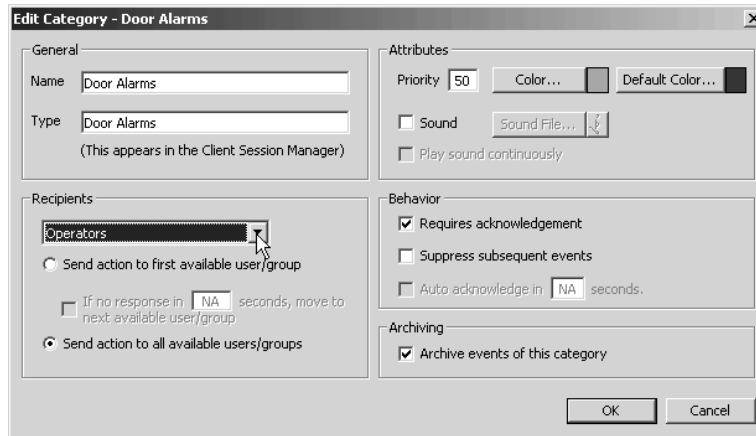 Edit Category - Door Alarms
General
Name Door Alarms
Type Door Alarms
(This appears in the Client Session Manager)
Attributes
Priority 50 Color... Default Color...
Sound Sound File...
Play sound continuously
Recipients
Operators
Send action to first available user/group
If no response in NA seconds, move to
next available user/group
Send action to all available users/groups
Behavior
Requires acknowledgement
Suppress subsequent events
Auto acknowledge in NA seconds.
Archiving
Archive events of this category
OK Cancel